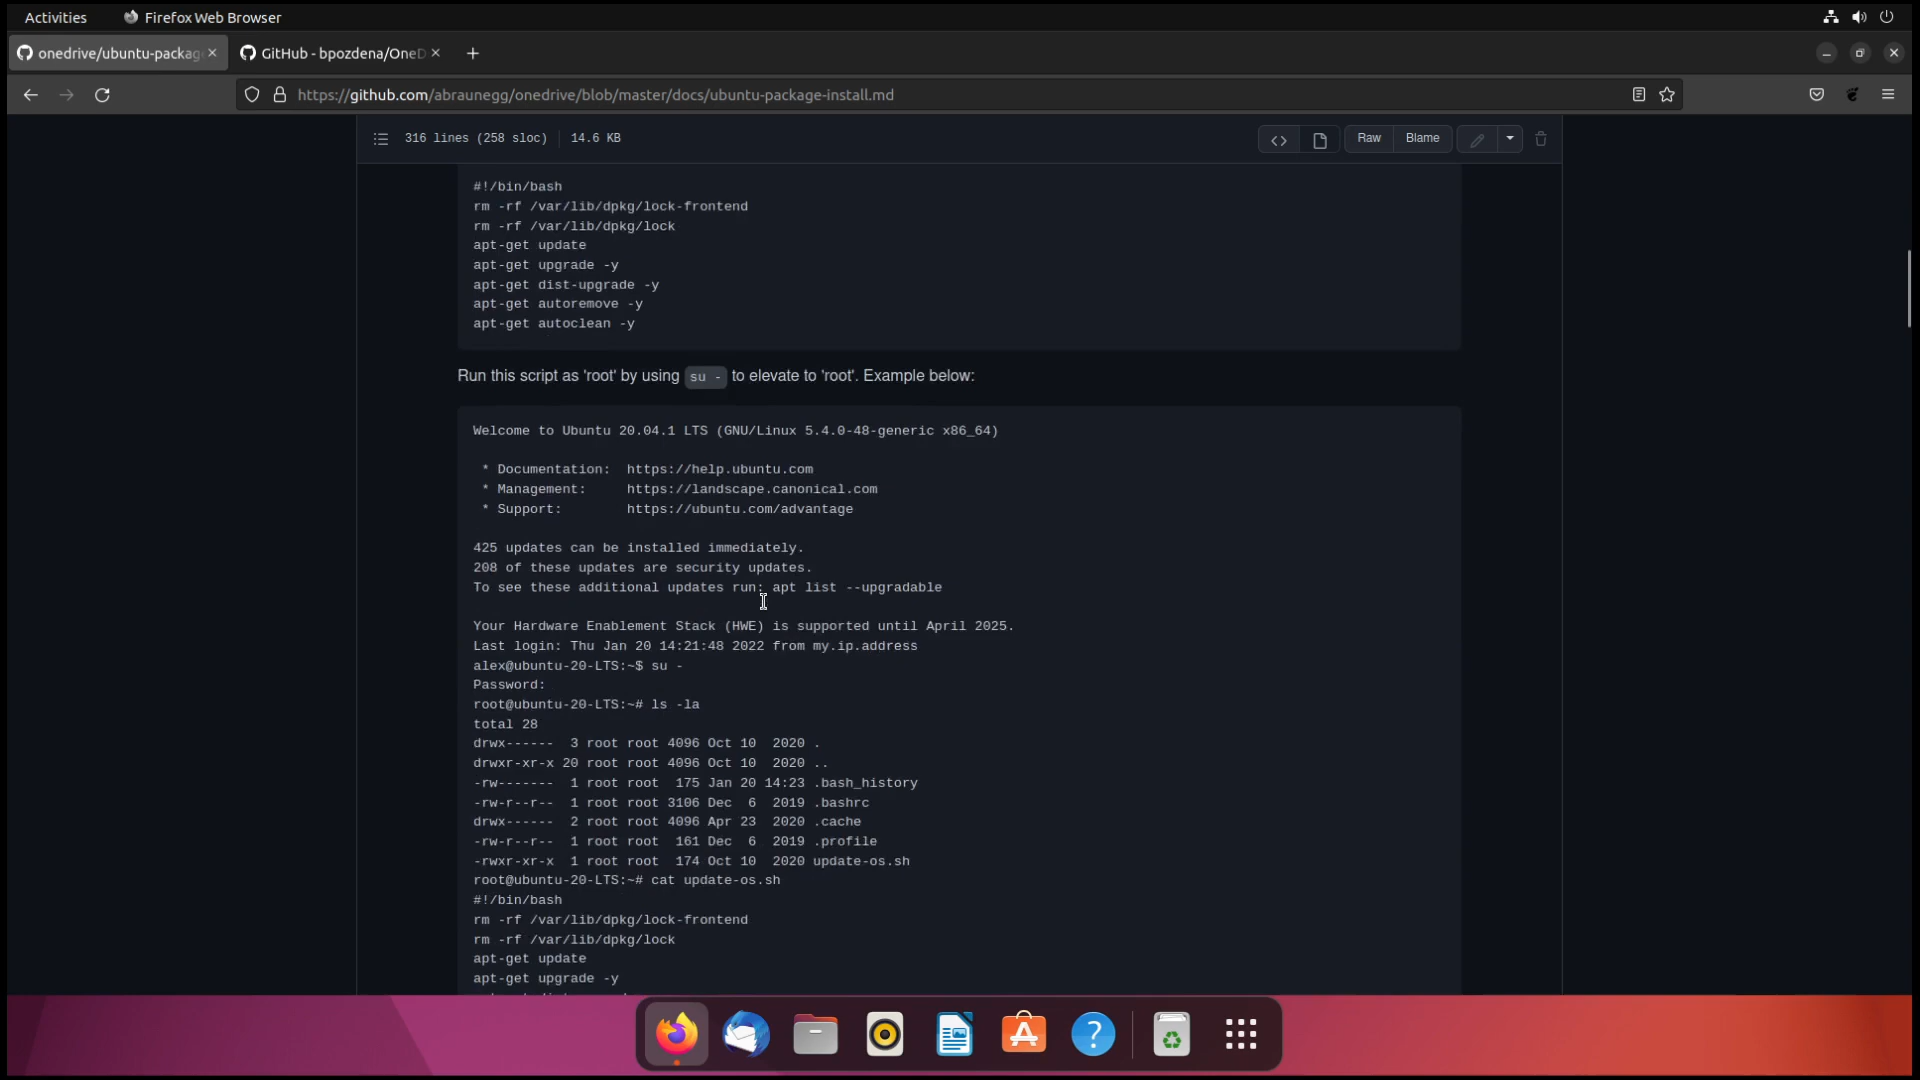 Activities
Firefox Web Browser
onedrive/ubuntu-packag
GitHub - bpozdena/OneD
https://github.com/abraunegg/onedrive/blob/master/docs/ubuntu-package-install.md
316 lines (258 sloc)
14.6 KB
Raw
Blame
#!/bin/bash
rm -rf /var/lib/dpkg/lock-frontend
rm -rf /var/lib/dpkg/lock
apt-get update
apt-get upgrade -y
apt-get dist-upgrade -y
apt-get autoremove -y
apt-get autoclean -y
Run this script as 'root' by using su - to elevate to 'root'. Example below:
Welcome to Ubuntu 20.04.1 LTS (GNU/Linux 5.4.0-48-generic x86_64)
* Documentation:  https://help.ubuntu.com
* Management:     https://landscape.canonical.com
* Support:        https://ubuntu.com/advantage
425 updates can be installed immediately.
208 of these updates are security updates.
To see these additional updates run: apt list --upgradable
Your Hardware Enablement Stack (HWE) is supported until April 2025.
Last login: Thu Jan 20 14:21:48 2022 from my.ip.address
alex@ubuntu-20-LTS:~$ su -
Password:
root@ubuntu-20-LTS:~# ls -la
total 28
drwx------  3 root root 4096 Oct 10  2020 .
drwxr-xr-x 20 root root 4096 Oct 10  2020 ..
-rw-------  1 root root  175 Jan 20 14:23 .bash_history
-rw-r--r--  1 root root 3106 Dec  6  2019 .bashrc
drwx------  2 root root 4096 Apr 23  2020 .cache
-rw-r--r--  1 root root  161 Dec  6  2019 .profile
-rwxr-xr-x  1 root root  174 Oct 10  2020 update-os.sh
root@ubuntu-20-LTS:~# cat update-os.sh
#!/bin/bash
rm -rf /var/lib/dpkg/lock-frontend
rm -rf /var/lib/dpkg/lock
apt-get update
apt-get upgrade -y